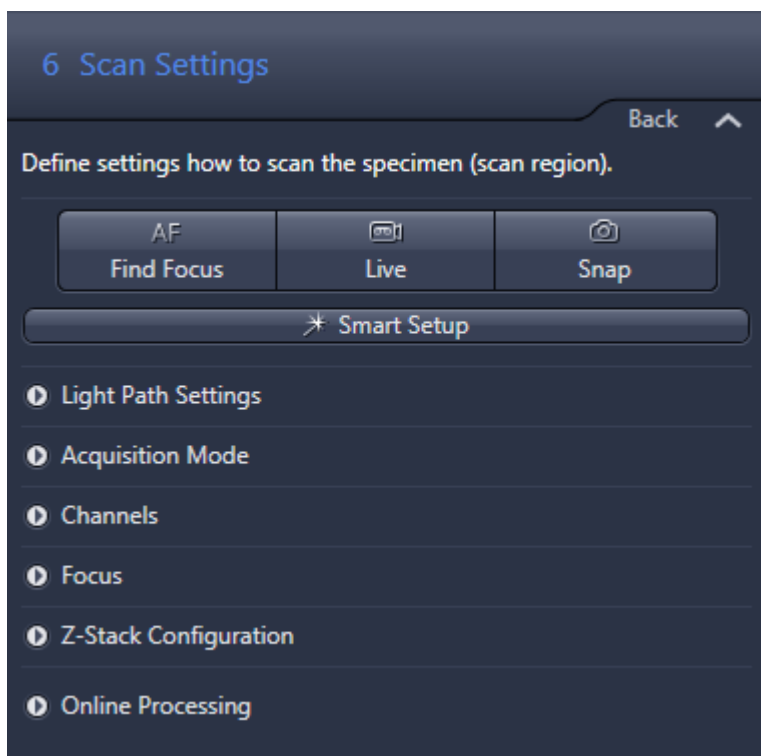 6 Scan Settings
Back
Define settings how to scan the specimen (scan region).
AF
Find Focus
Live
Snap
Smart Setup
Light Path Settings
Acquisition Mode
Channels
Focus
Z-Stack Configuration
Online Processing